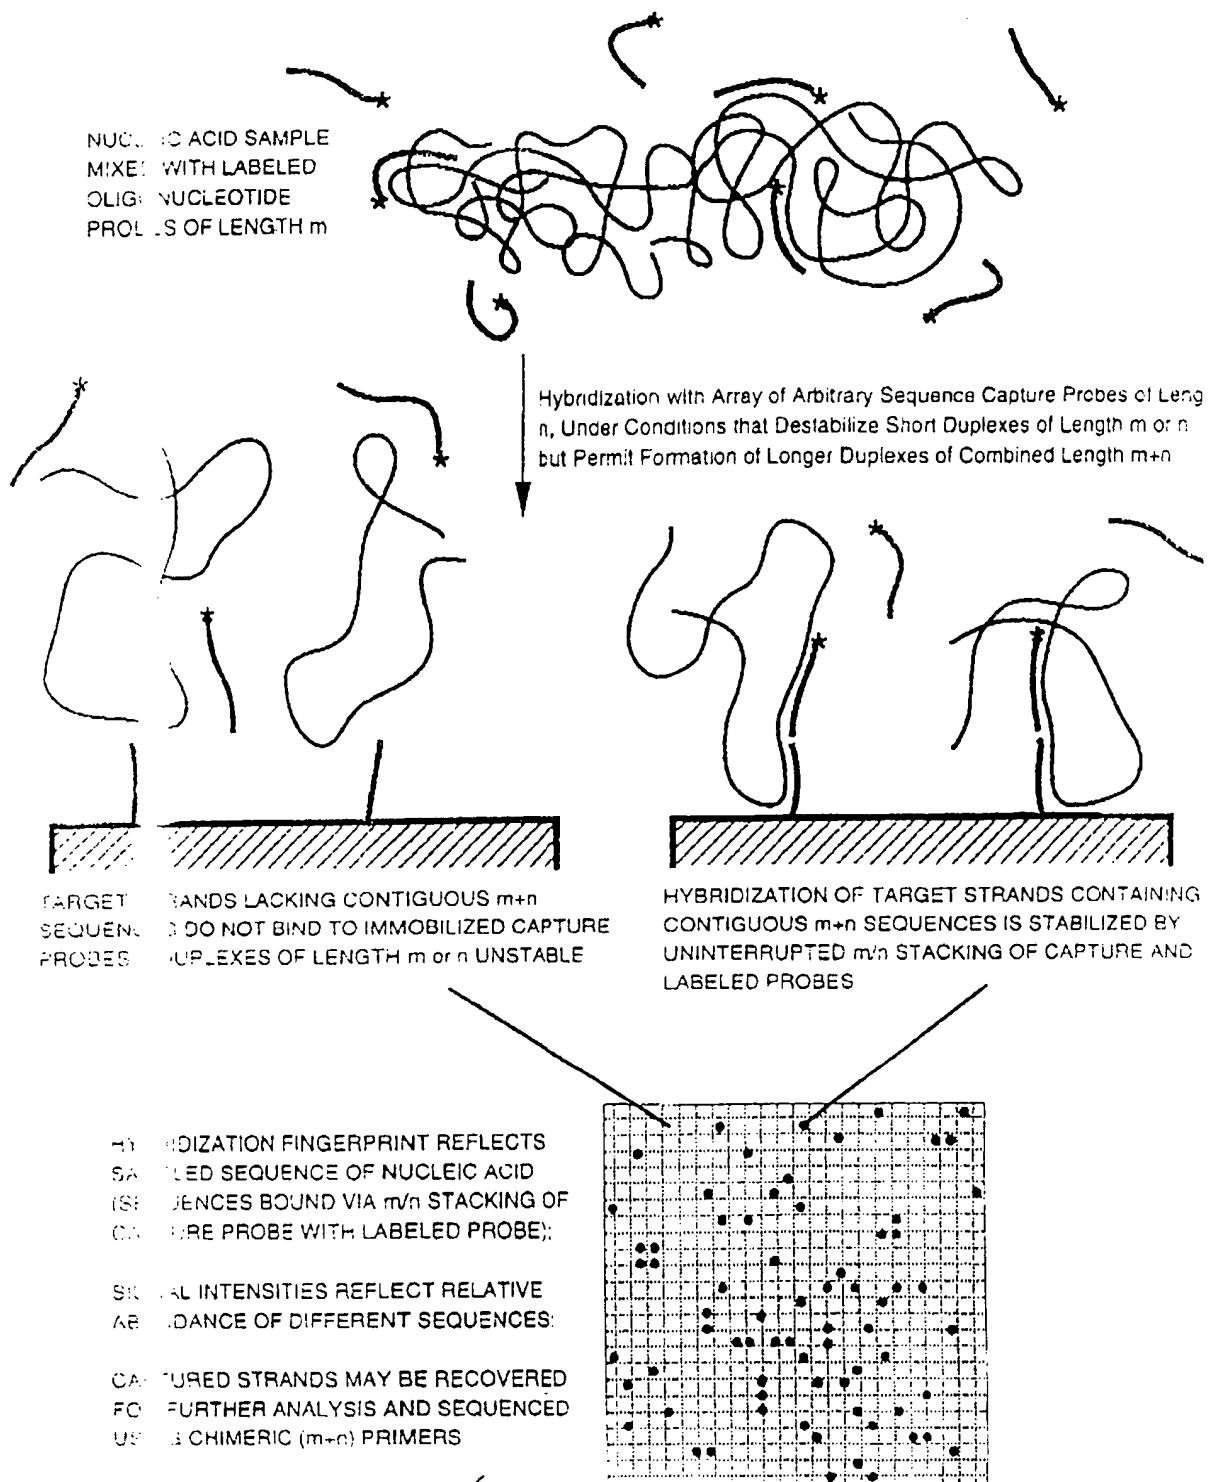 ACID SAMPLE
WITH LABELED
PROBES OF LENGTH m
Hybridization with Array of Arbitrary Sequence Capture Probes of Leng
n, Under Conditions that Destabilize Short Duplexes of Length m or n
but Permit Formation of Longer Duplexes of Combined Length m+n
TARGET LACKING CONTIGUOUS m+n
DO NOT BIND TO IMMOBILIZED CAPTURE
PROBES OF LENGTH m or n UNSTABLE
HYBRIDIZATION OF TARGET STRANDS CONTAINING
CONTIGUOUS m+n SEQUENCES IS STABILIZED BY
UNINTERRUPTED m/n STACKING OF CAPTURE AND
LABELED PROBES
FINGERPRINT REFLECTS
SEQUENCE OF NUCLEIC ACID
BOUND VIA m/n STACKING OF
PROBE WITH LABELED PROBE);
INTENSITIES REFLECT RELATIVE
OF DIFFERENT SEQUENCES;
STRANDS MAY BE RECOVERED
FURTHER ANALYSIS AND SEQUENCED
CHIMERIC (m+n) PRIMERS